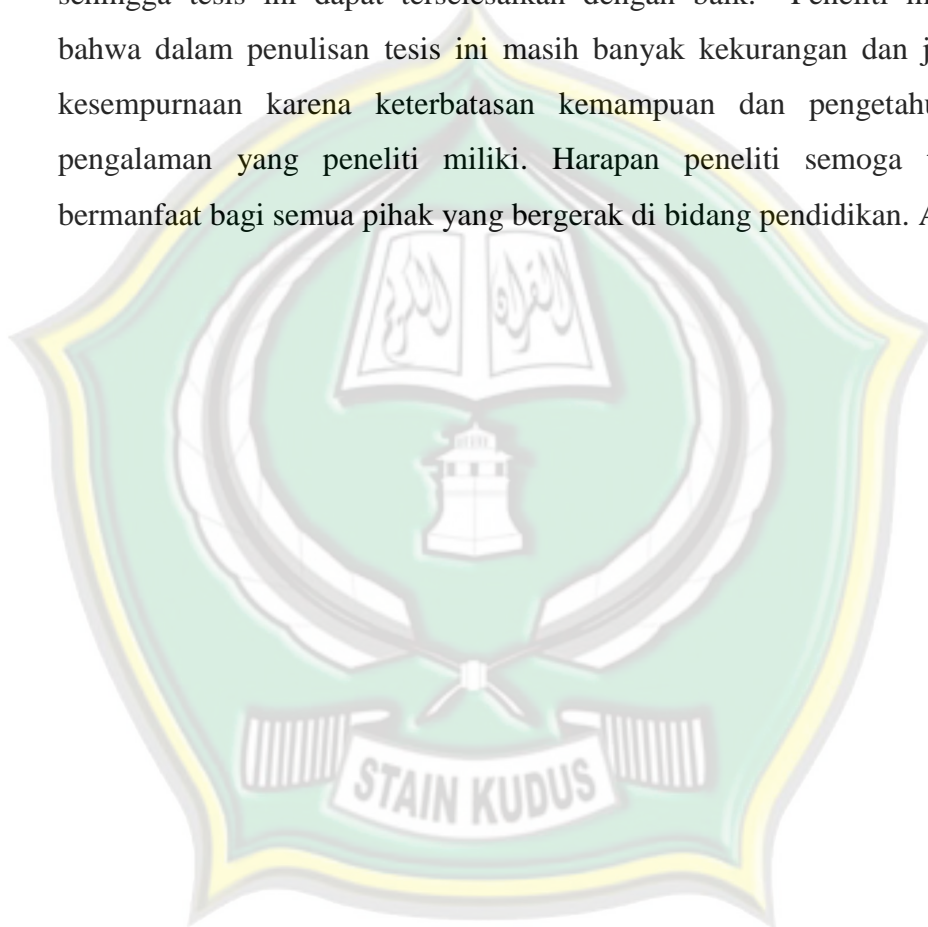 sehingga tesis ini dapat terselesaikan dengan baik. Peneliti
bahwa dalam penulisan tesis ini masih banyak kekurangan dan
kesempurnaan karena keterbatasan kemampuan dan
pengalaman yang peneliti miliki. Harapan peneliti semoga
bermanfaat bagi semua pihak yang bergerak di bidang pendidikan.
القرآن الكريم
STAIN KUDUS